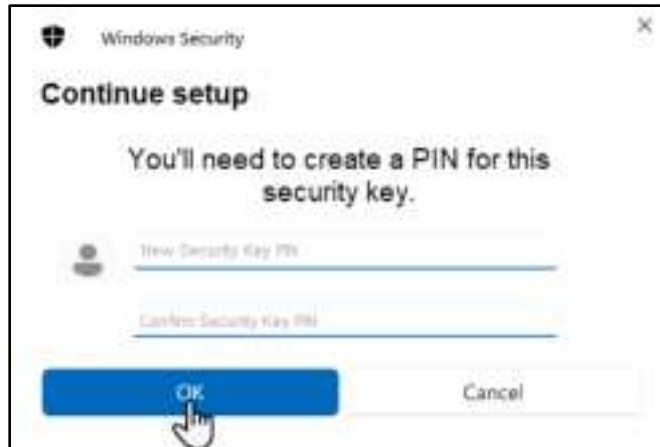 Windows Security
Continue setup
You'll need to create a PIN for this
security key.
New Security Key PIN
Confirm Security Key PIN
OK
Cancel